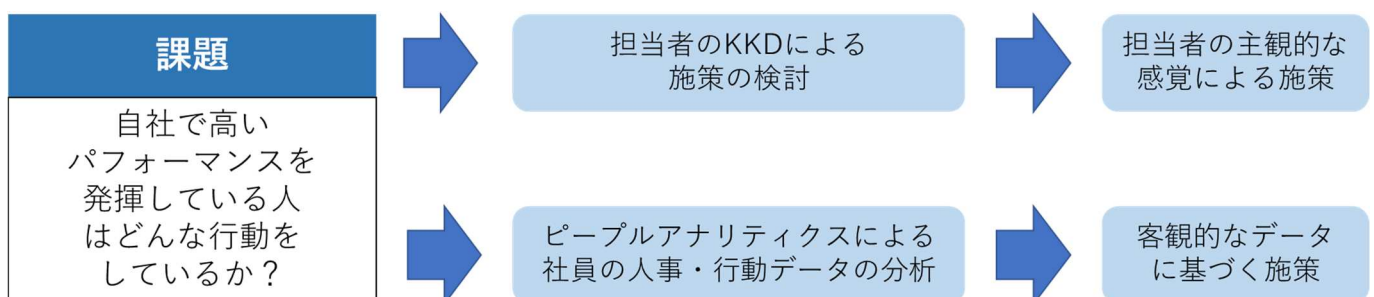 課題
自社で高い
パフォーマンスを
発揮している人
はどんな行動を
しているか？
担当者のKKDによる
施策の検討
担当者の主観的な
感覚による施策
ピープルアナリティクスによる
社員の人事・行動データの分析
客観的なデータ
に基づく施策